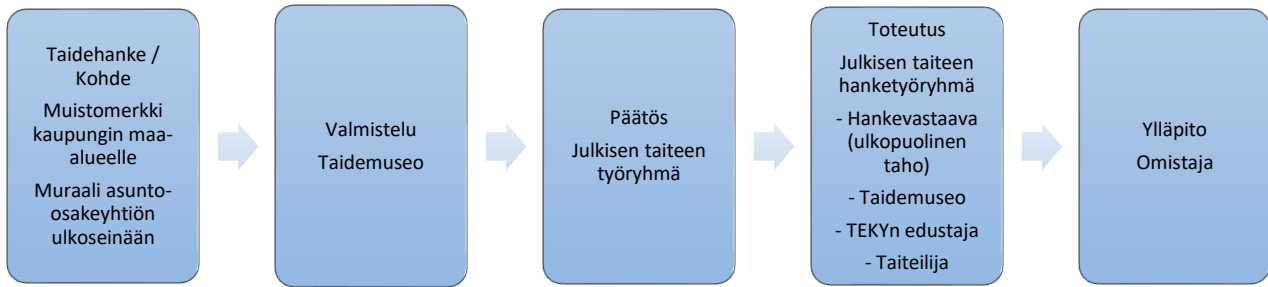 Taidehanke /
Kohde
Muistomerkki
kaupungin maa-
alueelle
Muraali asunto-
osakeyhtiön
ulkoseinään
Valmistelu
Taidemuseo
Päätös
Julkisen taiteen
työryhmä
Toteutus
Julkisen taiteen
hanketyöryhmä
- Hankevastaava
(ulkopuolinen
taho)
- Taidemuseo
- TEKYn edustaja
- Taiteilija
Ylläpito
Omistaja